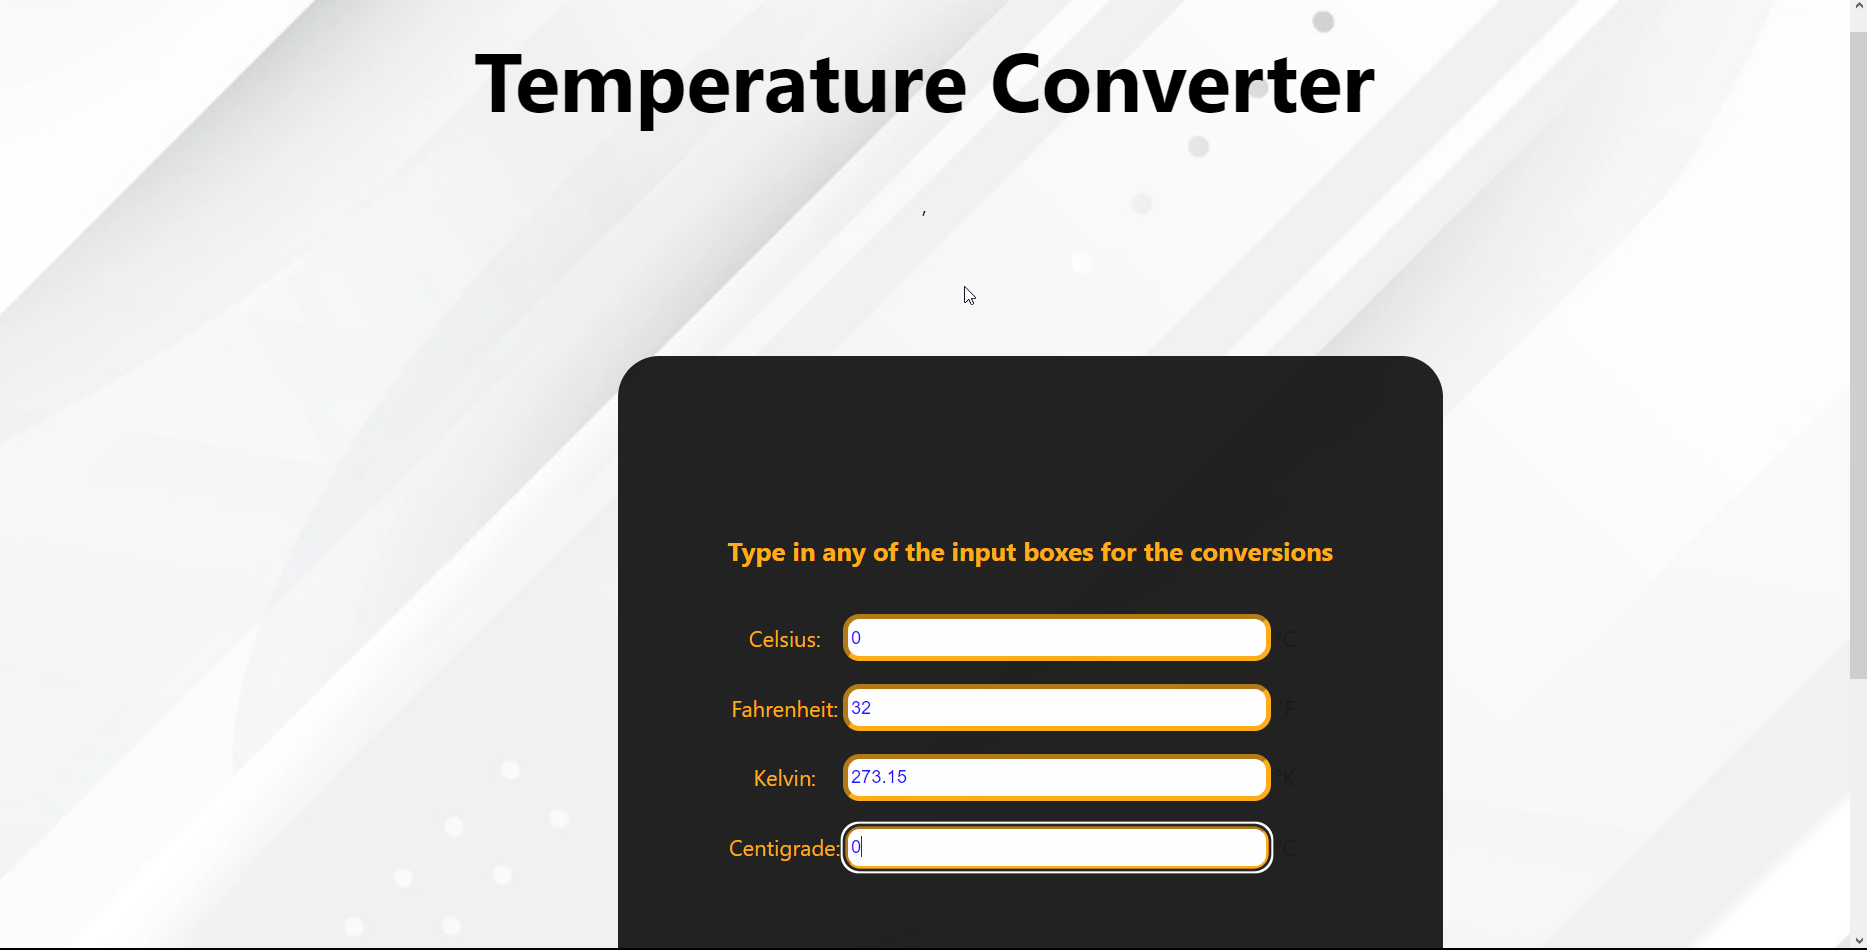 Temperature Converter
,
Type in any of the input boxes for the conversions
Celsius: 0 °C
Fahrenheit: 32 °F
Kelvin: 273.15 °K
Centigrade: 0 °C